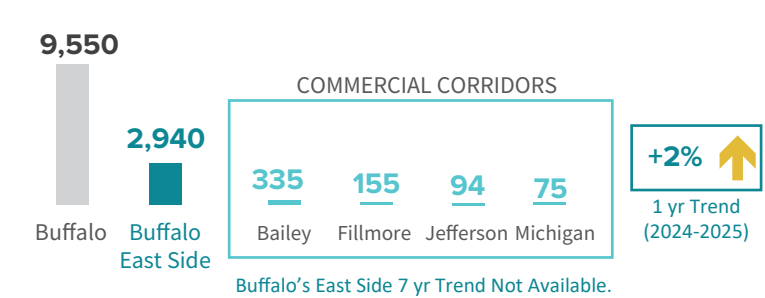 9,550
Buffalo
2,940
Buffalo
East Side
COMMERCIAL CORRIDORS
335
155
94
75
Bailey
Fillmore
Jefferson
Michigan
+2%
1 yr Trend
(2024-2025)
Buffalo's East Side 7 yr Trend Not Available.